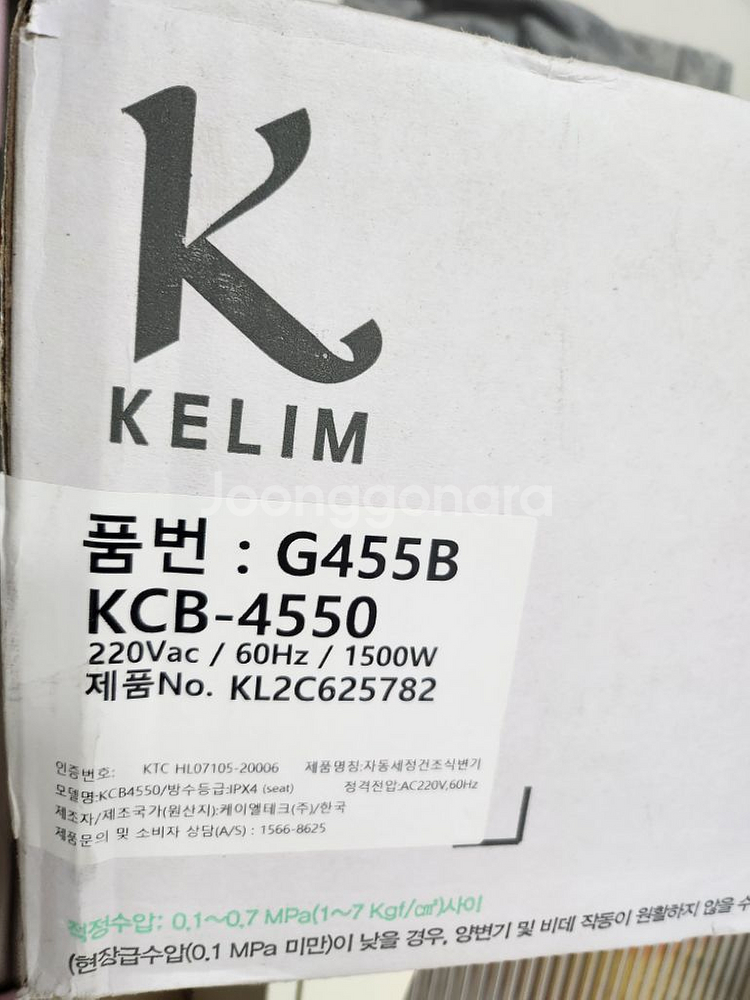 K
KELIM
Joonggonara
품번 : G455B
KCB-4550
220Vac / 60Hz / 1500W
제품No. KL2C625782
인증번호: KTC HL07105-20006 제품명칭:자동세정건조식변기
모델명:KCB4550/방수등급:IPX4 (seat) 정격전압:AC220V,60Hz
제조자/제조국가(원산지):케이엘테크(주)/한국
제품문의 및 소비자 상담(A/S) : 1566-8625
적정수압: 0.1~0.7 MPa(1~7 Kgf/㎠)사이
(현장급수압(0.1 MPa 미만)이 낮을 경우, 양변기 및 비데 작동이 원활하지 않을 수